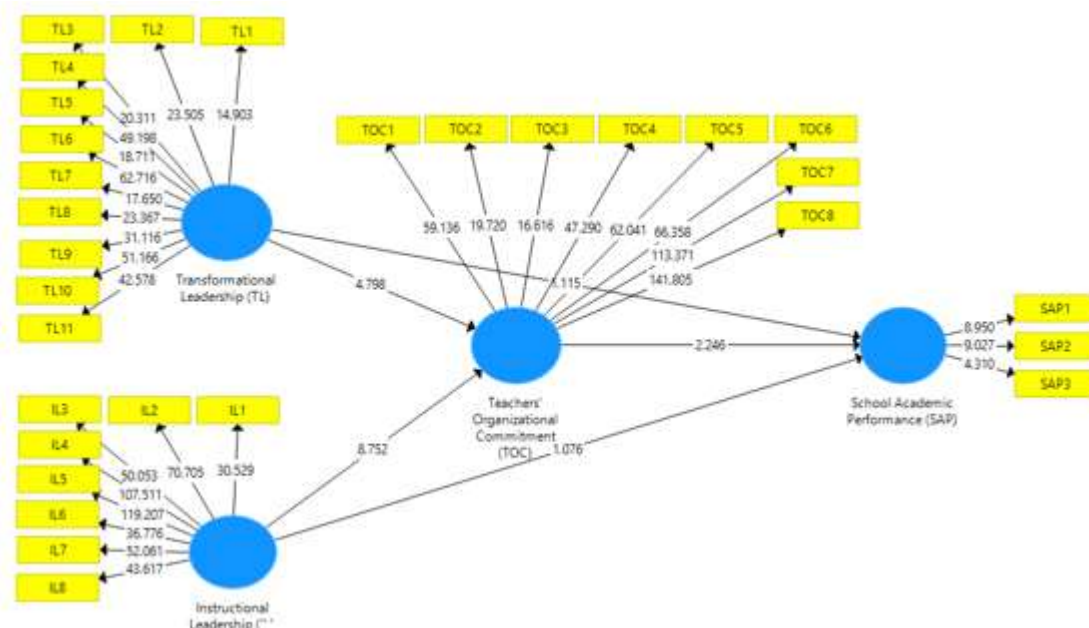 TL3
TL2
TL1
TL4
TL5
TL6
TL7
TL8
TL9
TL10
TL11
20.311
23.505
14.903
49.198
18.711
62.716
17.650
23.367
31.116
51.166
42.578
Transformational
Leadership (TL)
TOC1
TOC2
TOC3
TOC4
TOC5
TOC6
TOC7
TOC8
59.136
19.720
16.616
47.290
62.041
66.358
113.371
141.805
4.798
2.246
8.752
1.076
Teachers'
Organizational
Commitment
(TOC)
SAP1
SAP2
SAP3
8.950
9.027
4.310
School Academic
Performance (SAP)
IL3
IL2
IL1
IL4
IL5
IL6
IL7
IL8
50.053
70.705
30.529
107.511
119.207
36.776
52.061
43.617
Instructional
Leadership